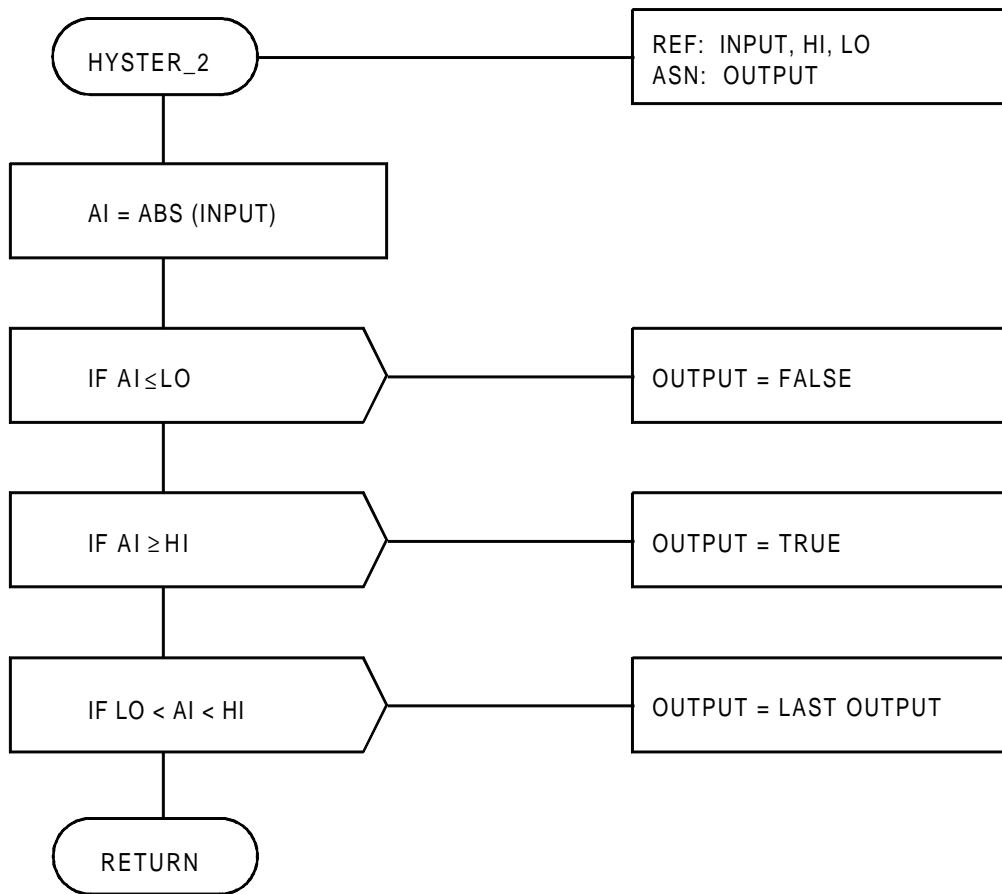 HYSTER_2
REF: INPUT, HI, LO
ASN: OUTPUT
AI = ABS (INPUT)
IF AI ≤ LO
OUTPUT = FALSE
IF AI ≥ HI
OUTPUT = TRUE
IF LO < AI < HI
OUTPUT = LAST OUTPUT
RETURN